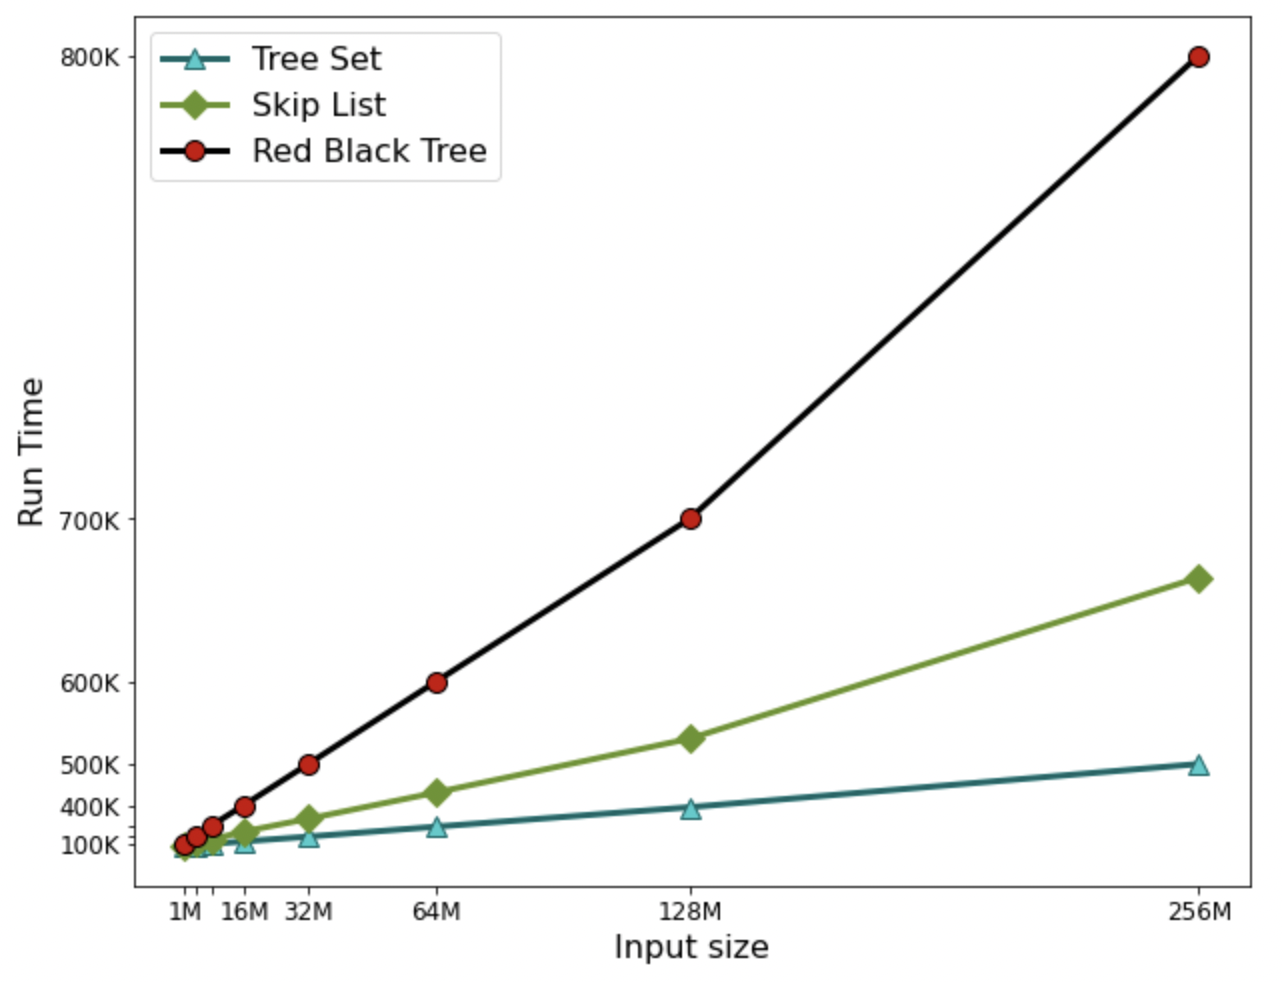 Tree Set
Skip List
Red Black Tree
Run Time
800K
700K
600K
500K
400K
100K
1M 16M 32M 64M 128M 256M
Input size